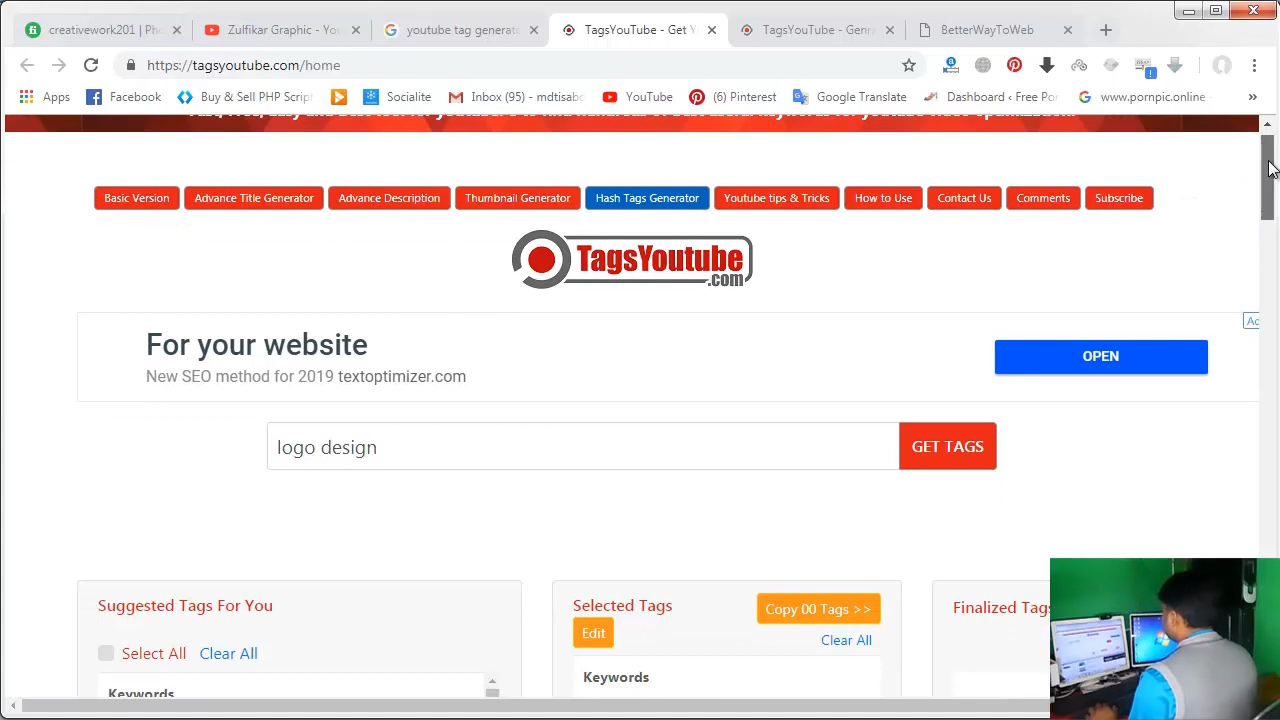 creativework201 | Pho
Zulfikar Graphic - You
youtube tag generato
TagsYouTube - Get Y
TagsYouTube - Genra
BetterWayToWeb
https://tagsyoutube.com/home
Apps
Facebook
Buy & Sell PHP Script
Socialite
Inbox (95) - mdtisab
YouTube
(6) Pinterest
Google Translate
Dashboard ‹ Free Po
www.pornpic.online
Basic Version
Advance Title Generator
Advance Description
Thumbnail Generator
Hash Tags Generator
Youtube tips & Tricks
How to Use
Contact Us
Comments
Subscribe
TagsYoutube
.com
For your website
New SEO method for 2019 textoptimizer.com
OPEN
logo design
GET TAGS
Suggested Tags For You
Select All
Clear All
Keywords
Selected Tags
Copy 00 Tags >>
Edit
Clear All
Keywords
Finalized Tags